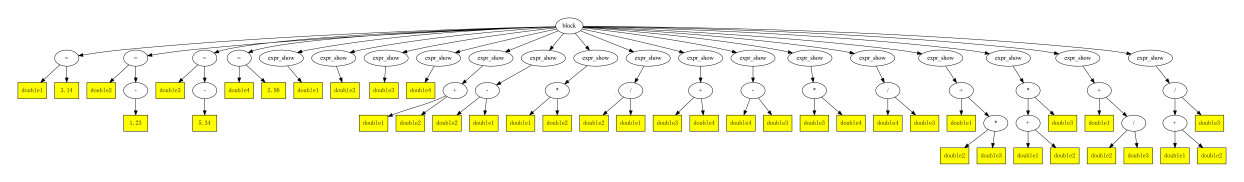 block
= = = = expr_show expr_show expr_show expr_show expr_show expr_show expr_show expr_show expr_show expr_show expr_show expr_show expr_show expr_show expr_show expr_show
double1 3.14 double2 - double3 - double4 2.56 double1 double2 double3 double4 + - * / + - * / + * + /
1.23 5.34 double1 double2 double2 double1 double1 double2 double2 double1 double3 double4 double4 double3 double3 double4 double4 double3 double1 * + double3 double1 / + double3
double2 double3 double1 double2 double2 double3 double1 double2